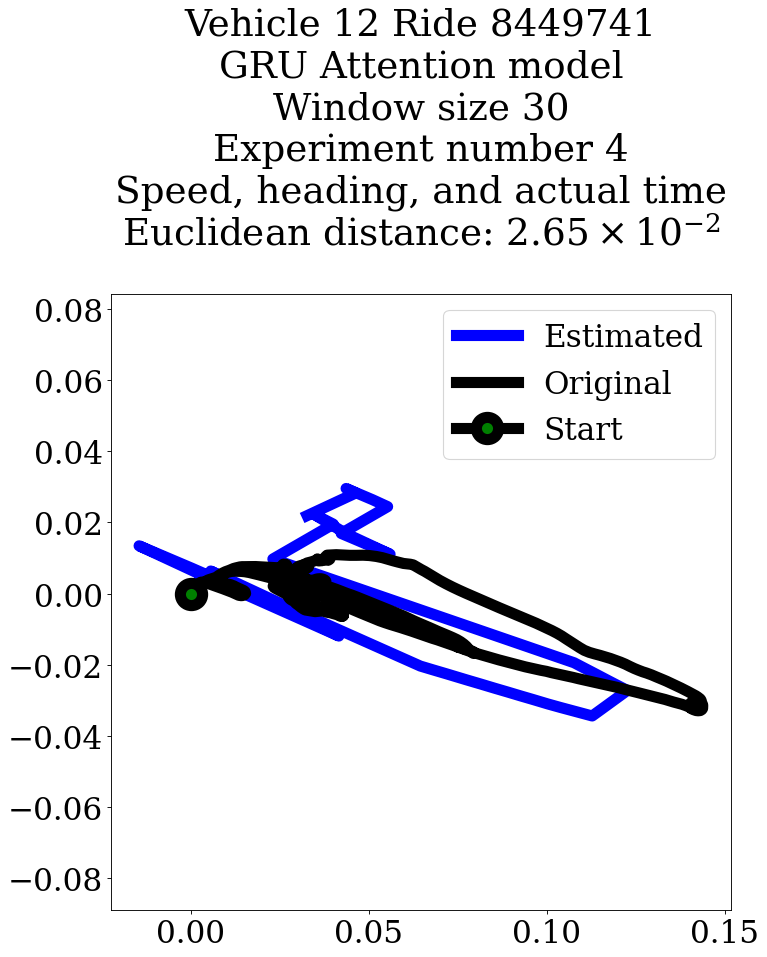 Vehicle 12 Ride 8449741
GRU Attention model
Window size 30
Experiment number 4
Speed, heading, and actual time
Euclidean distance: 2.65 × 10⁻²
Estimated
Original
Start
0.08
0.06
0.04
0.02
0.00
−0.02
−0.04
−0.06
−0.08
0.00 0.05 0.10 0.15